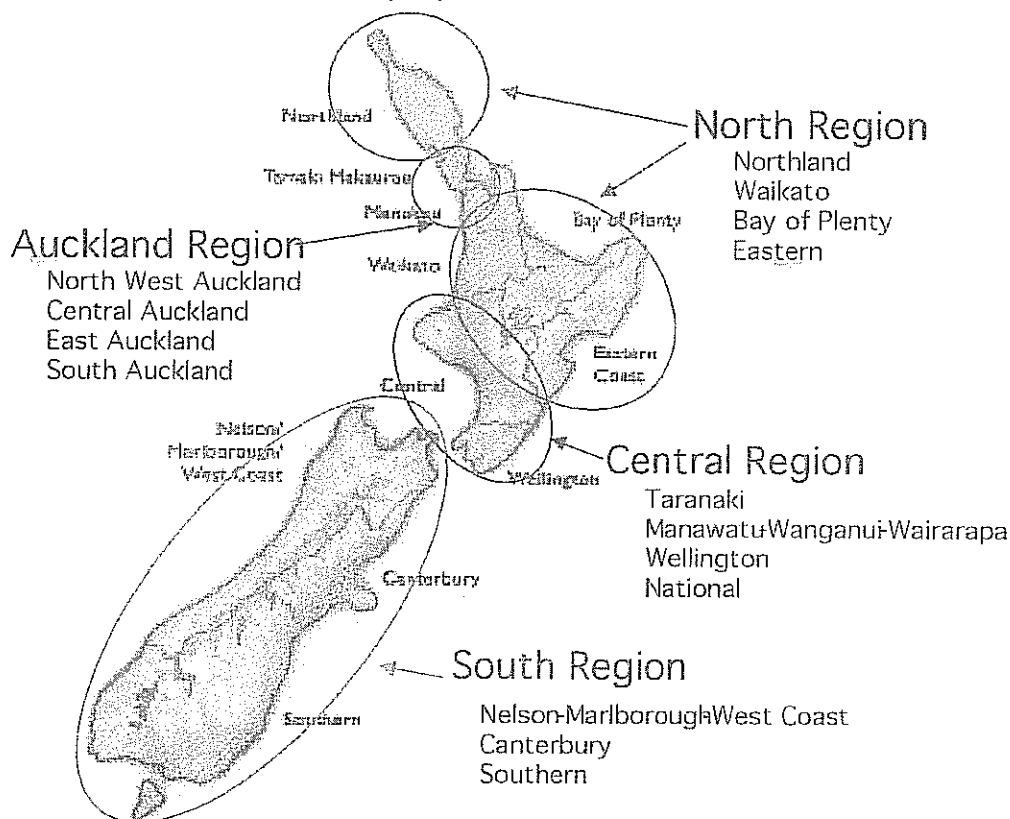 Northland
North Region
Northland
Waikato
Bay of Plenty
Eastern
Tamaki Makaurau
Manukau
Bay of Plenty
Auckland Region
North West Auckland
Central Auckland
East Auckland
South Auckland
Waikato
Eastern
Coast
Central
Nelson/
Marlborough/
West Coast
Wellington
Central Region
Taranaki
Manawatu-Wanganui-Wairarapa
Wellington
National
Canterbury
South Region
Nelson-Marlborough-West Coast
Canterbury
Southern
Southern